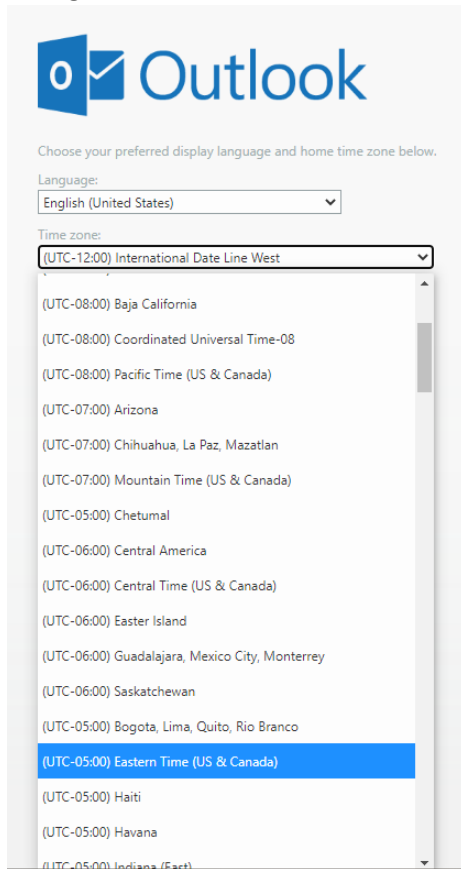 Outlook
Choose your preferred display language and home time zone below.
Language:
English (United States)
Time zone:
(UTC-12:00) International Date Line West
(UTC-08:00) Baja California
(UTC-08:00) Coordinated Universal Time-08
(UTC-08:00) Pacific Time (US & Canada)
(UTC-07:00) Arizona
(UTC-07:00) Chihuahua, La Paz, Mazatlan
(UTC-07:00) Mountain Time (US & Canada)
(UTC-05:00) Chetumal
(UTC-06:00) Central America
(UTC-06:00) Central Time (US & Canada)
(UTC-06:00) Easter Island
(UTC-06:00) Guadalajara, Mexico City, Monterrey
(UTC-06:00) Saskatchewan
(UTC-05:00) Bogota, Lima, Quito, Rio Branco
(UTC-05:00) Eastern Time (US & Canada)
(UTC-05:00) Haiti
(UTC-05:00) Havana
(UTC-05:00) Indiana (East)